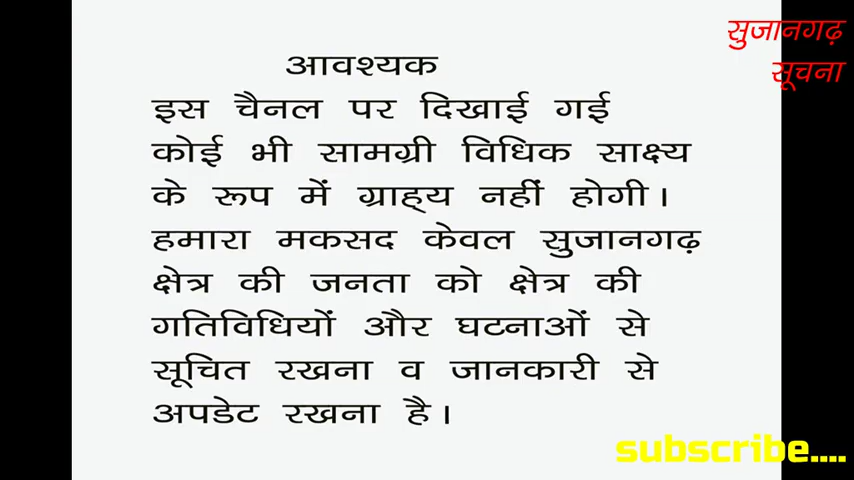 सुजानगढ़
सूचना
आवश्यक
इस चैनल पर दिखाई गई
कोई भी सामग्री विधिक साक्ष्य
के रूप में ग्राह्य नहीं होगी।
हमारा मकसद केवल सुजानगढ़
क्षेत्र की जनता को क्षेत्र की
गतिविधियों और घटनाओं से
सूचित रखना व जानकारी से
अपडेट रखना है।
subscribe....